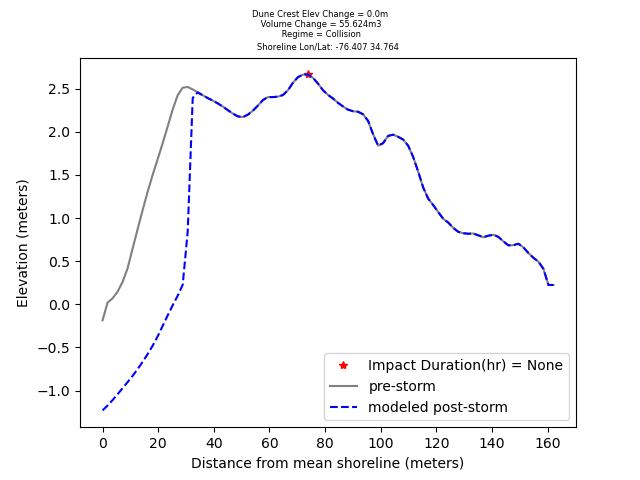 Dune Crest Elev Change = 0.0m
Volume Change = 55.624m3
Regime = Collision
Shoreline Lon/Lat: -76.407 34.764
2.5
2.0
1.5
1.0
0.5
0.0
−0.5
−1.0
Elevation (meters)
Impact Duration(hr) = None
pre-storm
modeled post-storm
0 20 40 60 80 100 120 140 160
Distance from mean shoreline (meters)